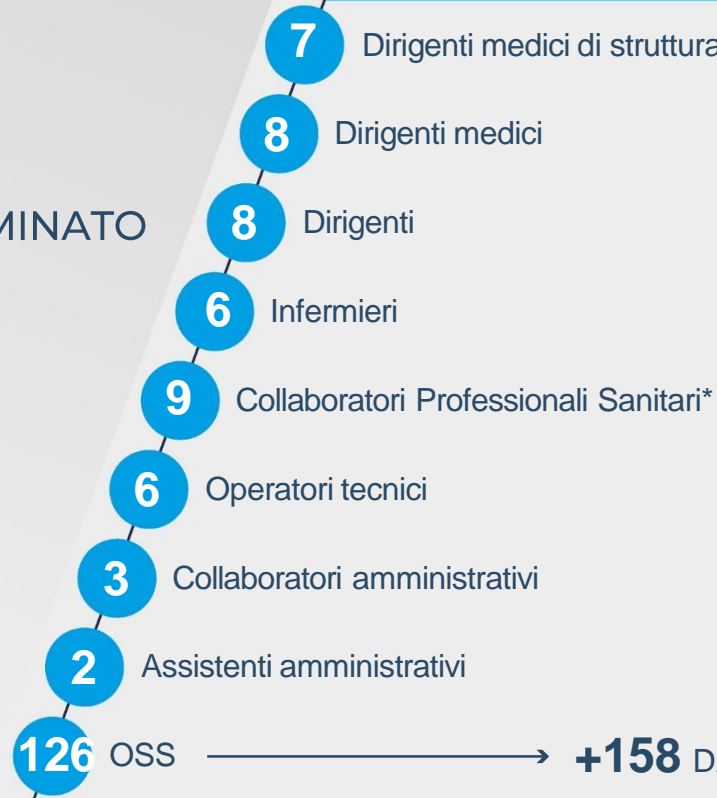 7 Dirigenti medici di struttura
8 Dirigenti medici
MINATO
8 Dirigenti
6 Infermieri
9 Collaboratori Professionali Sanitari*
6 Operatori tecnici
3 Collaboratori amministrativi
2 Assistenti amministrativi
126 OSS +158